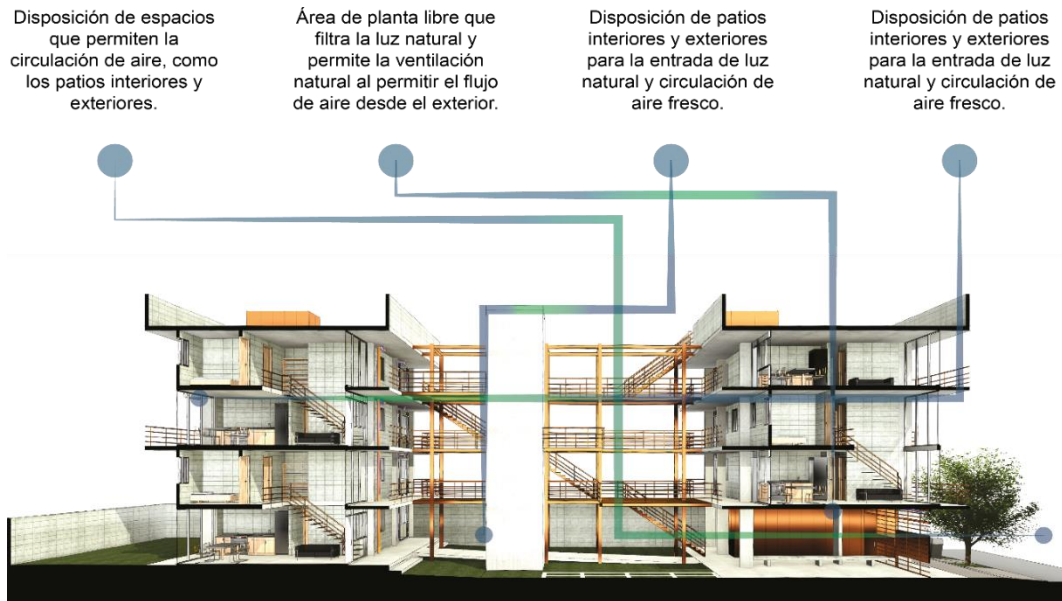 Disposición de espacios
que permiten la
circulación de aire, como
los patios interiores y
exteriores.
Área de planta libre que
filtra la luz natural y
permite la ventilación
natural al permitir el flujo
de aire desde el exterior.
Disposición de patios
interiores y exteriores
para la entrada de luz
natural y circulación de
aire fresco.
Disposición de patios
interiores y exteriores
para la entrada de luz
natural y circulación de
aire fresco.